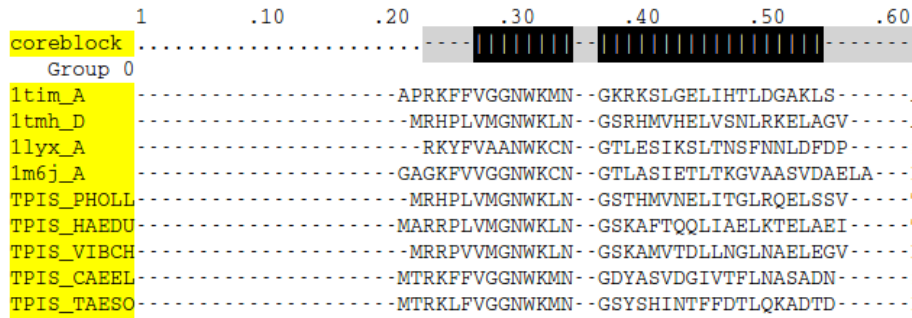 1 .10 .20 .30 .40 .50 .60
coreblock .......................----||||||||--||||||||||||||||||-------
Group 0
1tim_A ---------------------APRKFFVGGNWKMN--GKRKSLGELIHTLDGAKLS------
1tmh_D ----------------------MRHPLVMGNWKLN--GSRHMVHELVSNLRKELAGV-----
1lyx_A -----------------------RKYFVAANWKCN--GTLESIKSLTNSFNNLDFDP-----
1m6j_A ---------------------GAGKFVVGGNWKCN--GTLASIETLTKGVAASVDAELA---
TPIS_PHOLL----------------------MRHPLVMGNWKLN--GSTHMVNELITGLRQELSSV-----
TPIS_HAEDU---------------------MARRPLVMGNWKLN--GSKAFTQQLIAELKTELAEI-----
TPIS_VIBCH----------------------MRRPVVMGNWKLN--GSKAMVTDLLNGLNAELEGV-----
TPIS_CAEEL---------------------MTRKFFVGGNWKMN--GDYASVDGIVTFLNASADN------
TPIS_TAESO---------------------MTRKLFVGGNWKMN--GSYSHINTFFDTLQKADTD------